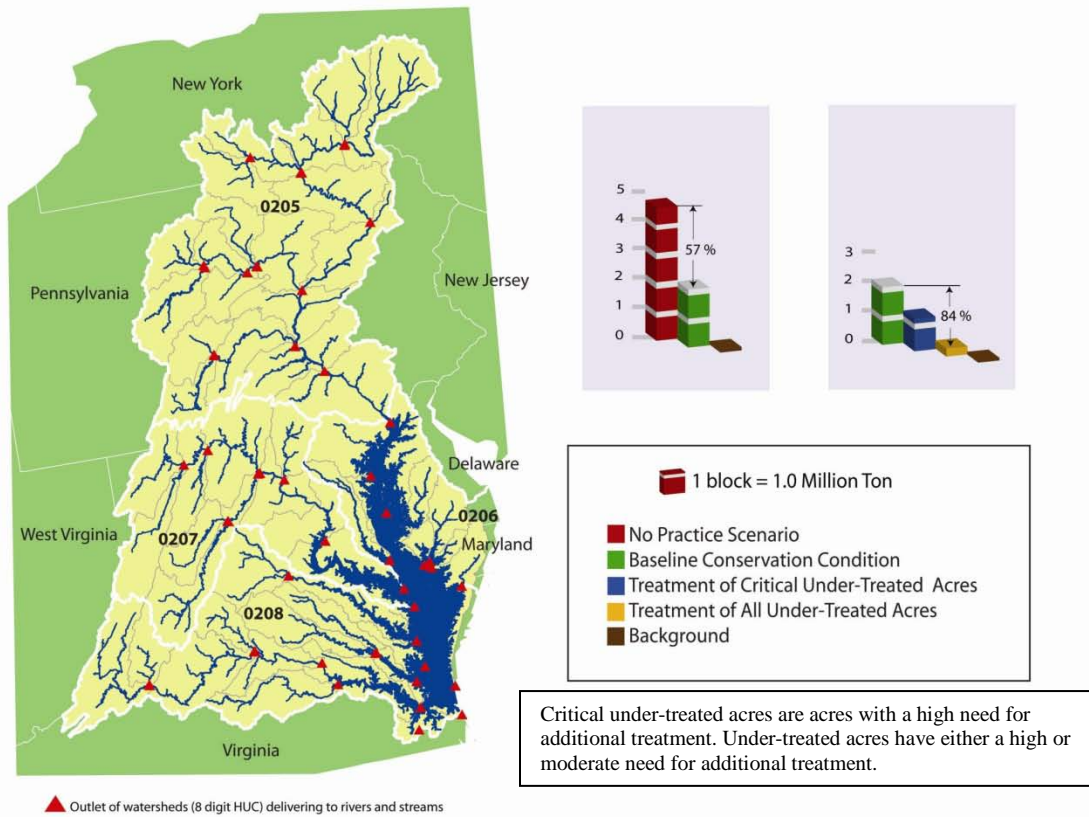 New York
0205
Pennsylvania
New Jersey
Delaware
0206
Maryland
West Virginia
0207
0208
Virginia
Outlet of watersheds (8 digit HUC) delivering to rivers and streams
5
4
3
2
1
0
57 %
3
2
1
0
84 %
1 block = 1.0 Million Ton
No Practice Scenario
Baseline Conservation Condition
Treatment of Critical Under-Treated Acres
Treatment of All Under-Treated Acres
Background
Critical under-treated acres are acres with a high need for
additional treatment. Under-treated acres have either a high or
moderate need for additional treatment.